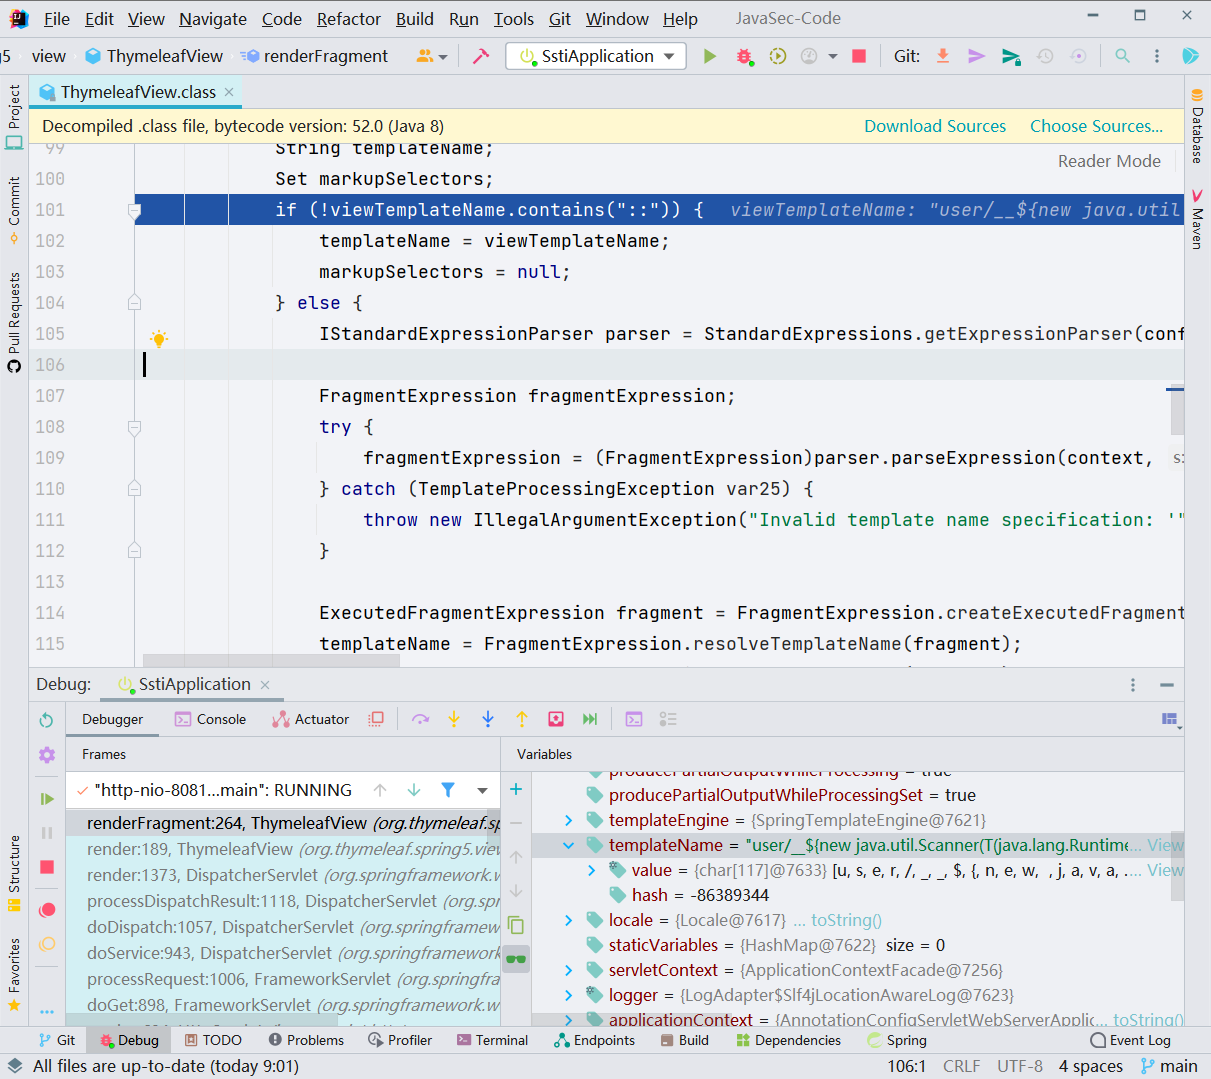 File Edit View Navigate Code Refactor Build Run Tools Git Window Help JavaSec-Code
view ThymeleafView renderFragment SstiApplication Git:
ThymeleafView.class
Decompiled .class file, bytecode version: 52.0 (Java 8) Download Sources Choose Sources...
Reader Mode
99 String templateName;
100 Set markupSelectors;
101 if (!viewTemplateName.contains("::")) { viewTemplateName: "user/__${new java.util
102 templateName = viewTemplateName;
103 markupSelectors = null;
104 } else {
105 IStandardExpressionParser parser = StandardExpressions.getExpressionParser(conf
106
107 FragmentExpression fragmentExpression;
108 try {
109 fragmentExpression = (FragmentExpression)parser.parseExpression(context,
110 } catch (TemplateProcessingException var25) {
111 throw new IllegalArgumentException("Invalid template name specification: '"
112 }
113
114 ExecutedFragmentExpression fragment = FragmentExpression.createExecutedFragment
115 templateName = FragmentExpression.resolveTemplateName(fragment);
Project
Commit
Pull Requests
Structure
Favorites
Database
Maven
Debug: SstiApplication
Debugger Console Actuator
Frames
"http-nio-8081...main": RUNNING
renderFragment:264, ThymeleafView (org.thymeleaf.sp
render:189, ThymeleafView (org.thymeleaf.spring5.view
render:1373, DispatcherServlet (org.springframework.w
processDispatchResult:1118, DispatcherServlet (org.spr
doDispatch:1057, DispatcherServlet (org.springframew
doService:943, DispatcherServlet (org.springframework
processRequest:1006, FrameworkServlet (org.springfra
doGet:898, FrameworkServlet (org.springframework.w
Variables
producePartialOutputWhileProcessing = true
producePartialOutputWhileProcessingSet = true
templateEngine = {SpringTemplateEngine@7621}
templateName = "user/__${new java.util.Scanner(T(java.lang.Runtime... View
value = {char[117]@7633} [u, s, e, r, /, _, _, $, {, n, e, w,  , j, a, v, a, ... View
hash = -86389344
locale = {Locale@7617} ... toString()
staticVariables = {HashMap@7622} size = 0
servletContext = {ApplicationContextFacade@7256}
logger = {LogAdapter$Slf4jLocationAwareLog@7623}
applicationContext = {AnnotationConfigServletWebServerApplic... toString()
Git Debug TODO Problems Profiler Terminal Endpoints Build Dependencies Spring Event Log
All files are up-to-date (today 9:01) 106:1 CRLF UTF-8 4 spaces main